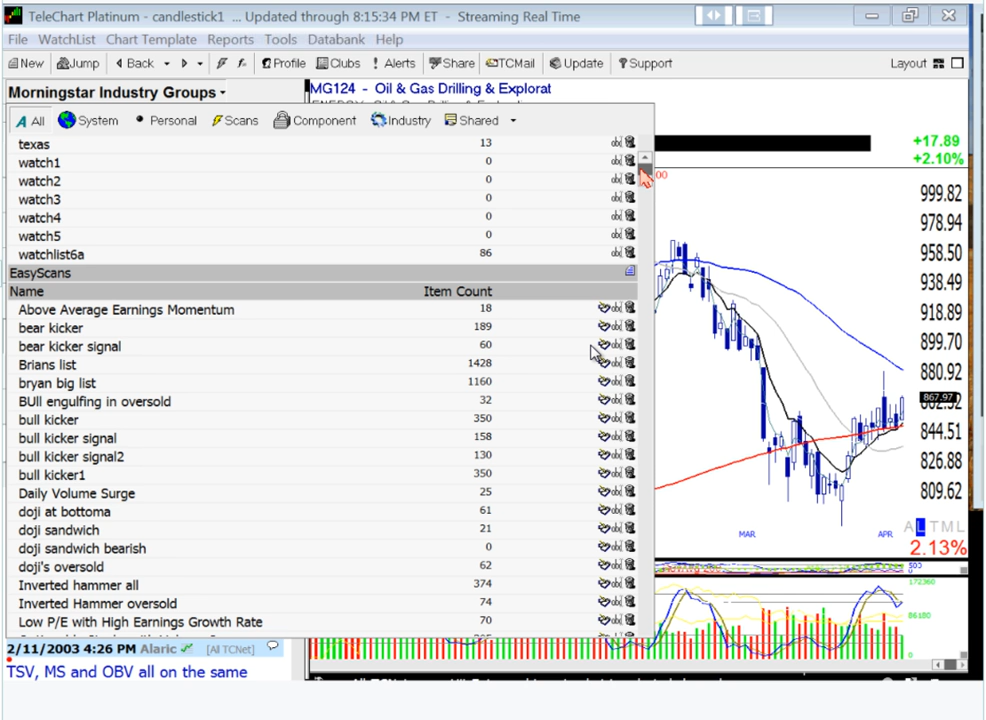 TeleChart Platinum - candlestick1 ... Updated through 8:15:34 PM ET - Streaming Real Time
File WatchList Chart Template Reports Tools Databank Help
New Jump Back Profile Clubs Alerts Share TCMail Update Support Layout
Morningstar Industry Groups
MG124 - Oil & Gas Drilling & Explorat
All System Personal Scans Component Industry Shared
texas 13
watch1 0
watch2 0
watch3 0
watch4 0
watch5 0
watchlist6a 86
EasyScans
Name Item Count
Above Average Earnings Momentum 18
bear kicker 189
bear kicker signal 60
Brians list 1428
bryan big list 1160
BUll engulfing in oversold 32
bull kicker 350
bull kicker signal 158
bull kicker signal2 130
bull kicker1 350
Daily Volume Surge 25
doji at bottoma 61
doji sandwich 21
doji sandwich bearish 0
doji's oversold 62
Inverted hammer all 374
Inverted Hammer oversold 74
Low P/E with High Earnings Growth Rate 70
2/11/2003 4:26 PM Alaric [All TCNet]
TSV, MS and OBV all on the same
+17.89
+2.10%
999.82
978.94
958.50
938.49
918.89
899.70
880.92
867.97
844.51
826.88
809.62
MAR APR
A L T M L
2.13%
500
0
172360
86180
0